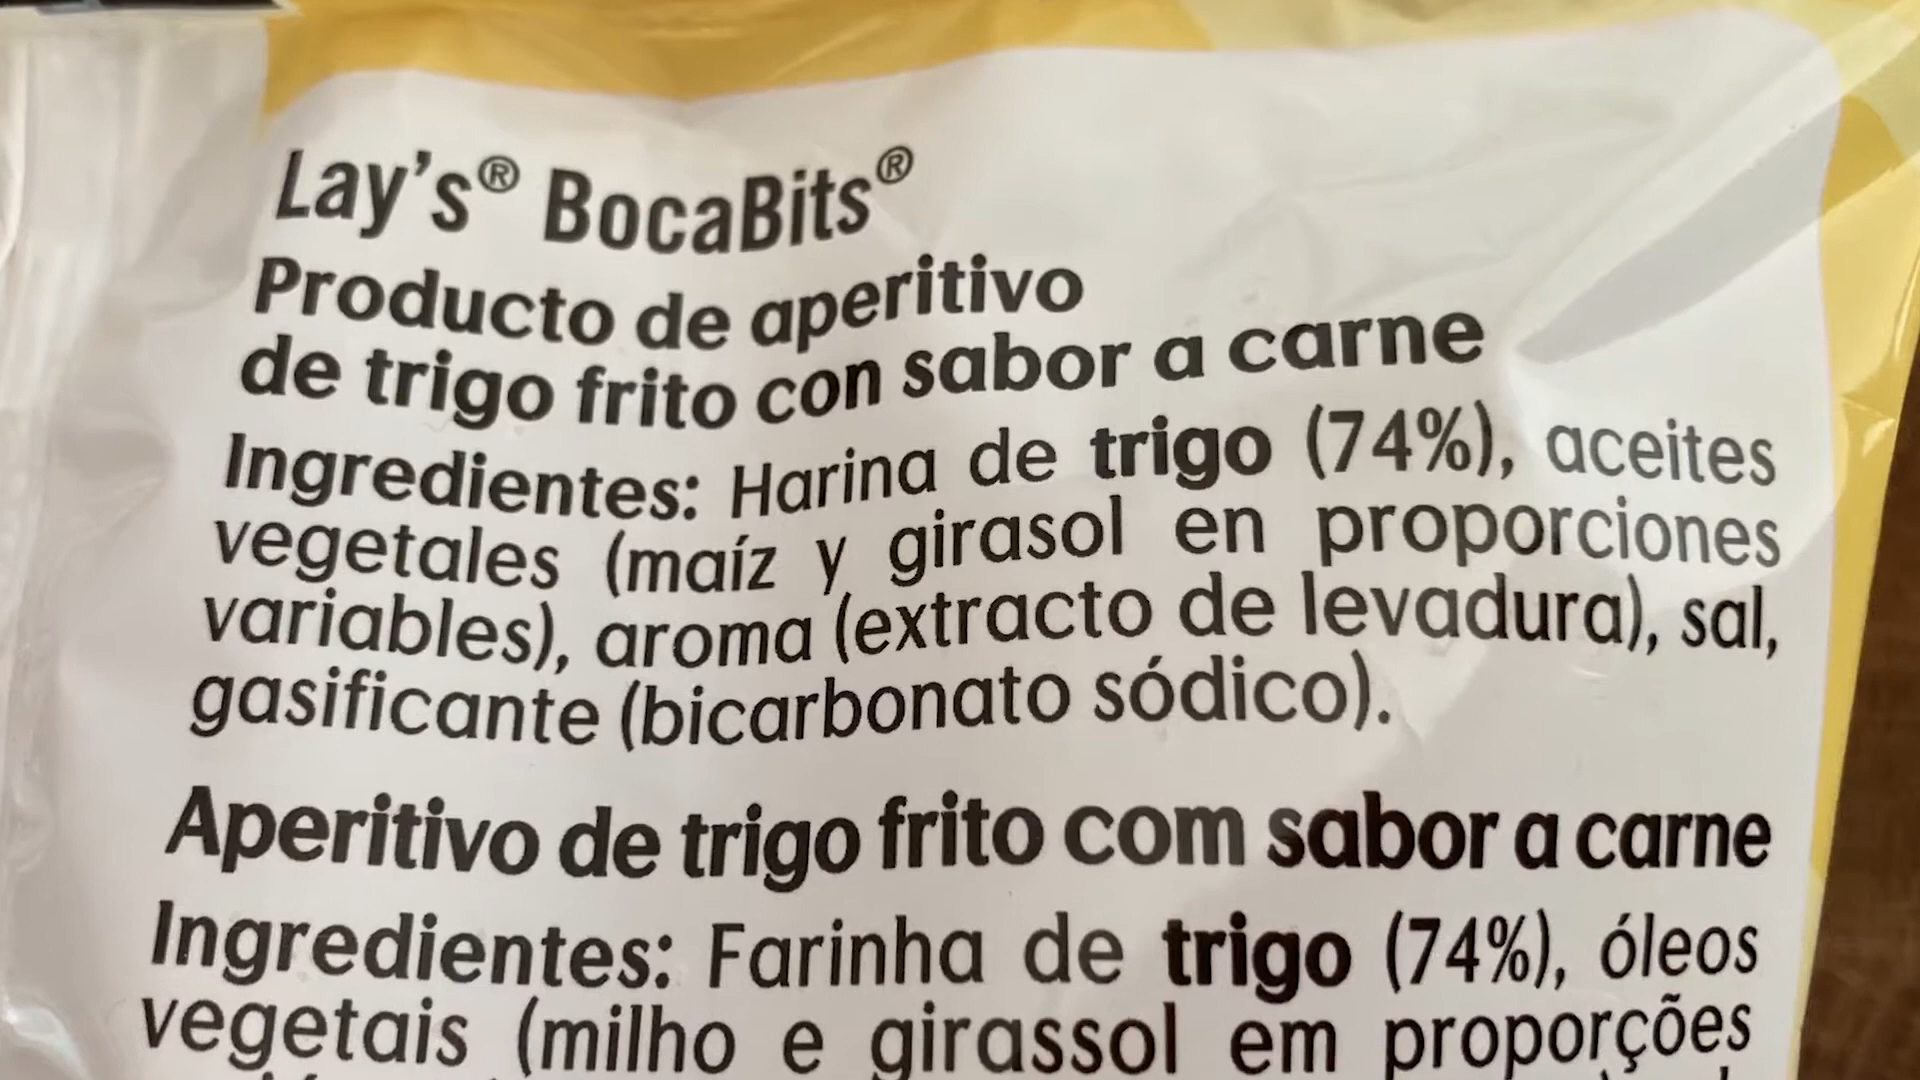 Lay's® BocaBits®
Producto de aperitivo
de trigo frito con sabor a carne
Ingredientes: Harina de trigo (74%), aceites
vegetales (maíz y girasol en proporciones
variables), aroma (extracto de levadura), sal,
gasificante (bicarbonato sódico).
Aperitivo de trigo frito com sabor a carne
Ingredientes: Farinha de trigo (74%), óleos
vegetais (milho e girassol em proporções